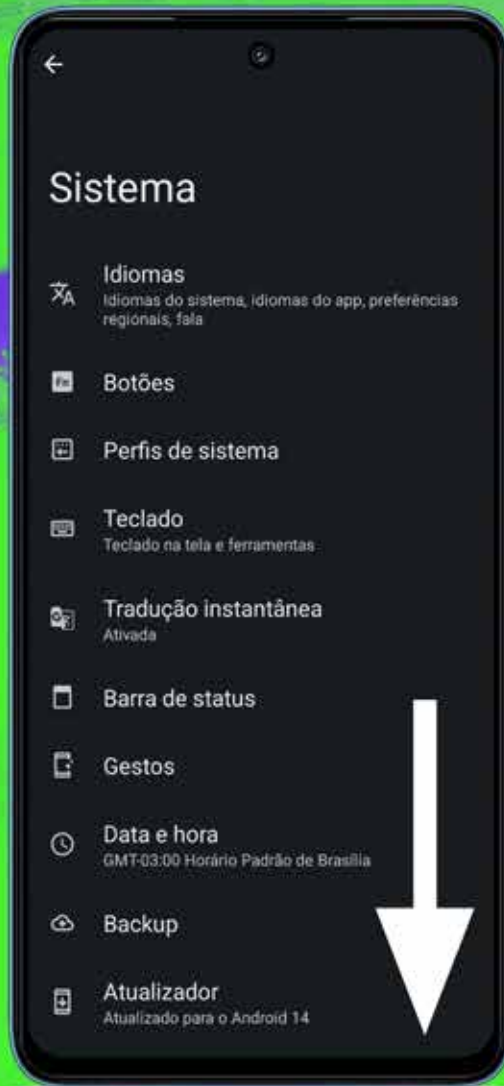 Sistema
Idiomas
Idiomas do sistema, idiomas do app, preferências
regionais, fala
Botões
Perfis de sistema
Teclado
Teclado na tela e ferramentas
Tradução instantânea
Ativada
Barra de status
Gestos
Data e hora
GMT-03:00 Horário Padrão de Brasília
Backup
Atualizador
Atualizado para o Android 14